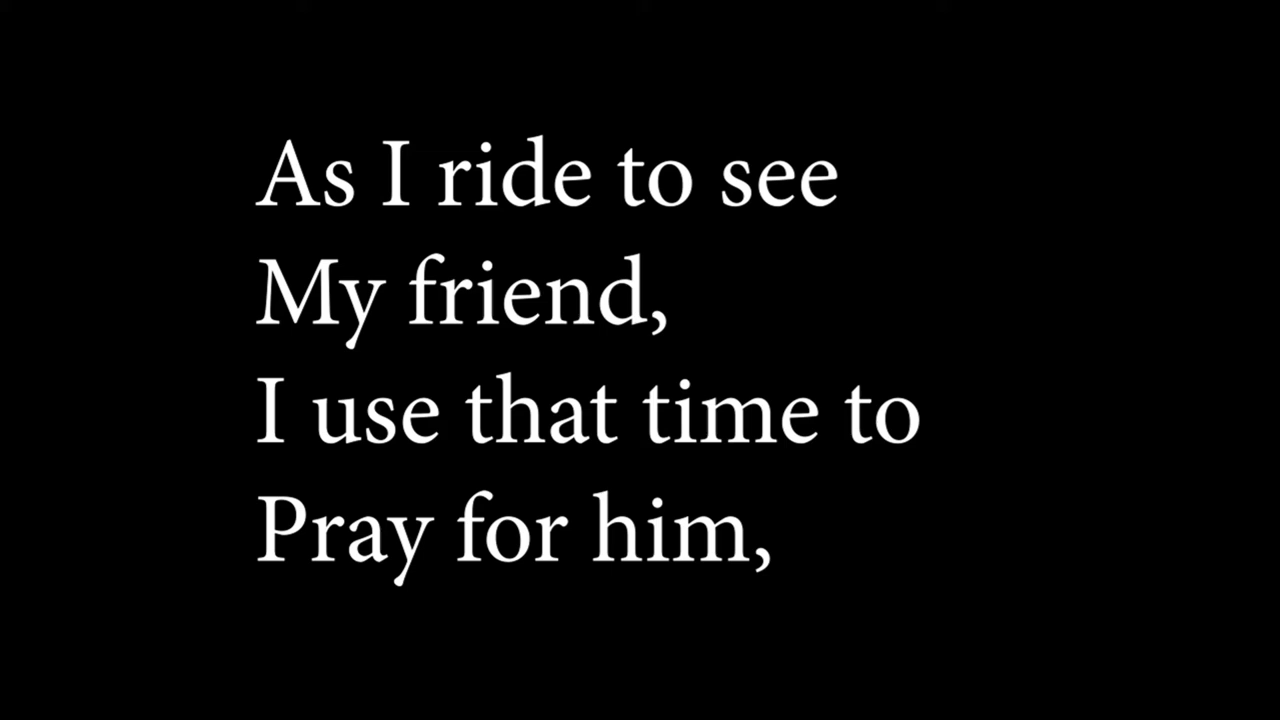 As I ride to see
My friend,
I use that time to
Pray for him,